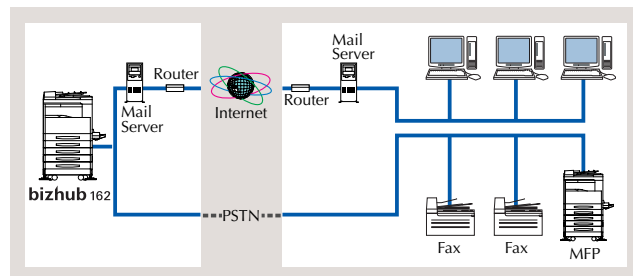 Mail
Server
Router
Internet
Router
Mail
Server
bizhub 162
PSTN
Fax
Fax
MFP